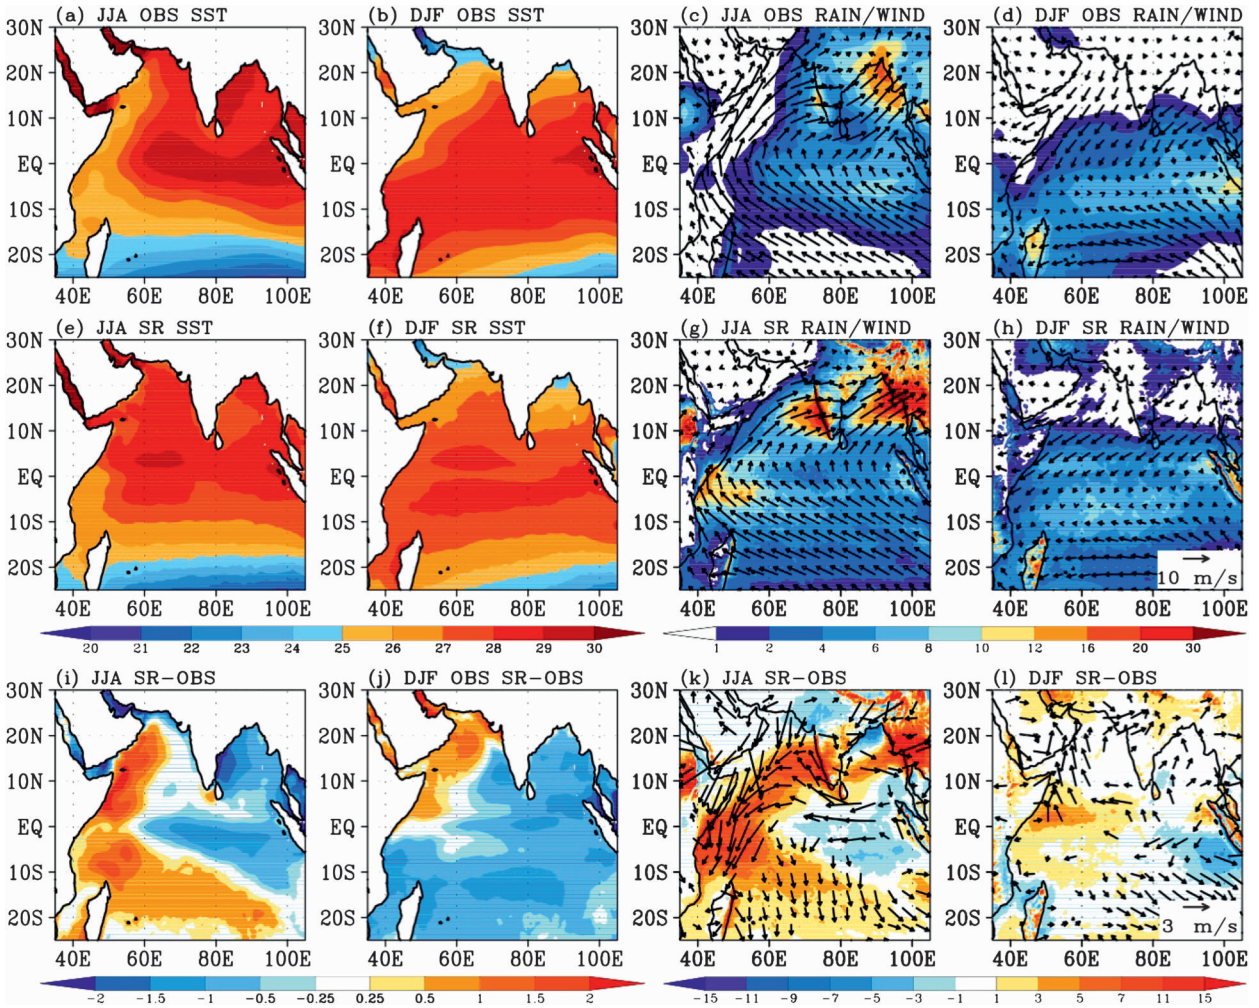 (a) JJA OBS SST
(b) DJF OBS SST
(c) JJA OBS RAIN/WIND
(d) DJF OBS RAIN/WIND
30N 30N 30N 30N
20N 20N 20N 20N
10N 10N 10N 10N
EQ EQ EQ EQ
10S 10S 10S 10S
20S 20S 20S 20S
40E 60E 80E 100E 40E 60E 80E 100E 40E 60E 80E 100E 40E 60E 80E 100E
(e) JJA SR SST
(f) DJF SR SST
(g) JJA SR RAIN/WIND
(h) DJF SR RAIN/WIND
30N 30N 30N 30N
20N 20N 20N 20N
10N 10N 10N 10N
EQ EQ EQ EQ
10S 10S 10S 10S
20S 20S 20S 20S
10 m/s
40E 60E 80E 100E 40E 60E 80E 100E 40E 60E 80E 100E 40E 60E 80E 100E
20 21 22 23 24 25 26 27 28 29 30
1 2 4 6 8 10 12 16 20 30
(i) JJA SR-OBS
(j) DJF OBS SR-OBS
(k) JJA SR-OBS
(l) DJF SR-OBS
30N 30N 30N 30N
20N 20N 20N 20N
10N 10N 10N 10N
EQ EQ EQ EQ
10S 10S 10S 10S
20S 20S 20S 20S
3 m/s
40E 60E 80E 100E 40E 60E 80E 100E 40E 60E 80E 100E 40E 60E 80E 100E
-2 -1.5 -1 -0.5 -0.25 0.25 0.5 1 1.5 2
-15 -11 -9 -7 -5 -3 -1 1 3 5 7 11 15